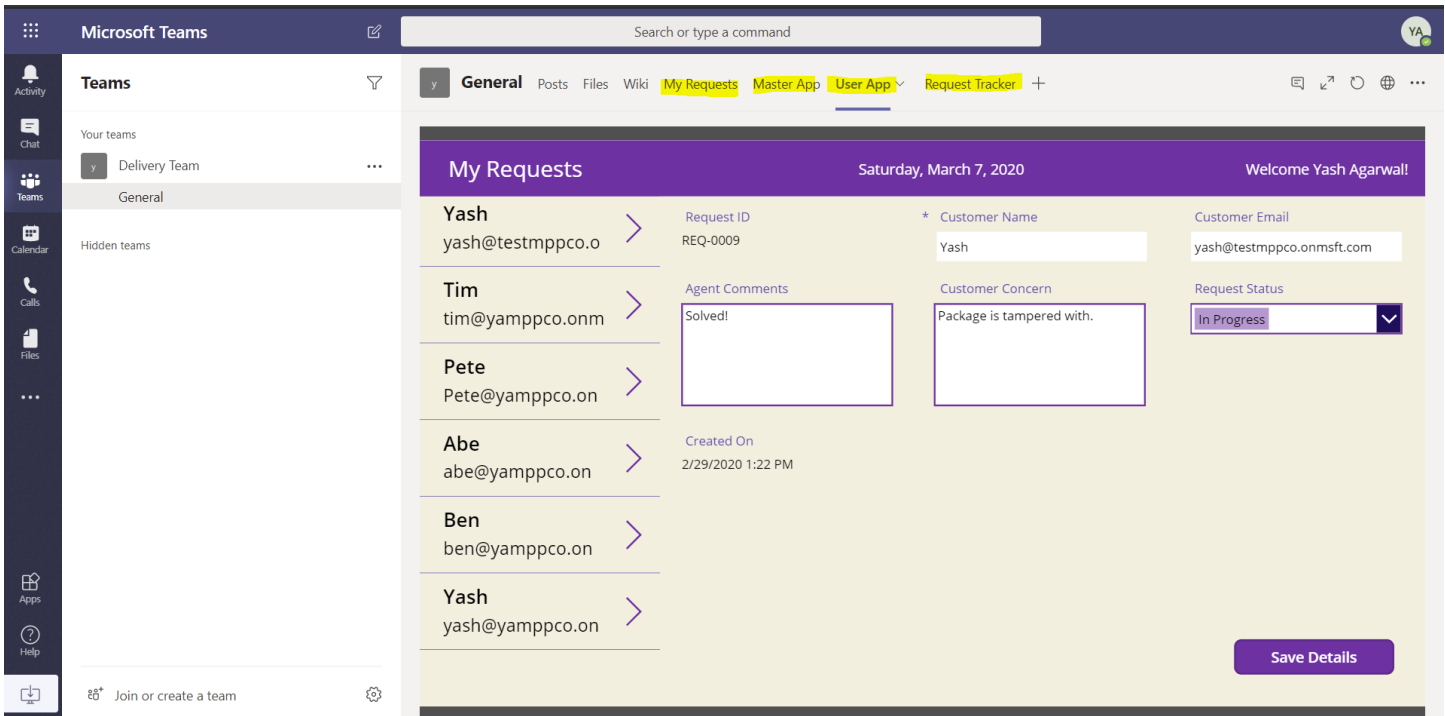 Microsoft Teams
Search or type a command
YA
Activity
Chat
Teams
Calendar
Calls
Files
Apps
Help
Teams
Your teams
y Delivery Team
General
Hidden teams
Join or create a team
y General Posts Files Wiki My Requests Master App User App Request Tracker
My Requests Saturday, March 7, 2020 Welcome Yash Agarwal!
Yash
yash@testmppco.o
Tim
tim@yamppco.onm
Pete
Pete@yamppco.on
Abe
abe@yamppco.on
Ben
ben@yamppco.on
Yash
yash@yamppco.on
Request ID
REQ-0009
* Customer Name
Yash
Customer Email
yash@testmppco.onmsft.com
Agent Comments
Solved!
Customer Concern
Package is tampered with.
Request Status
In Progress
Created On
2/29/2020 1:22 PM
Save Details